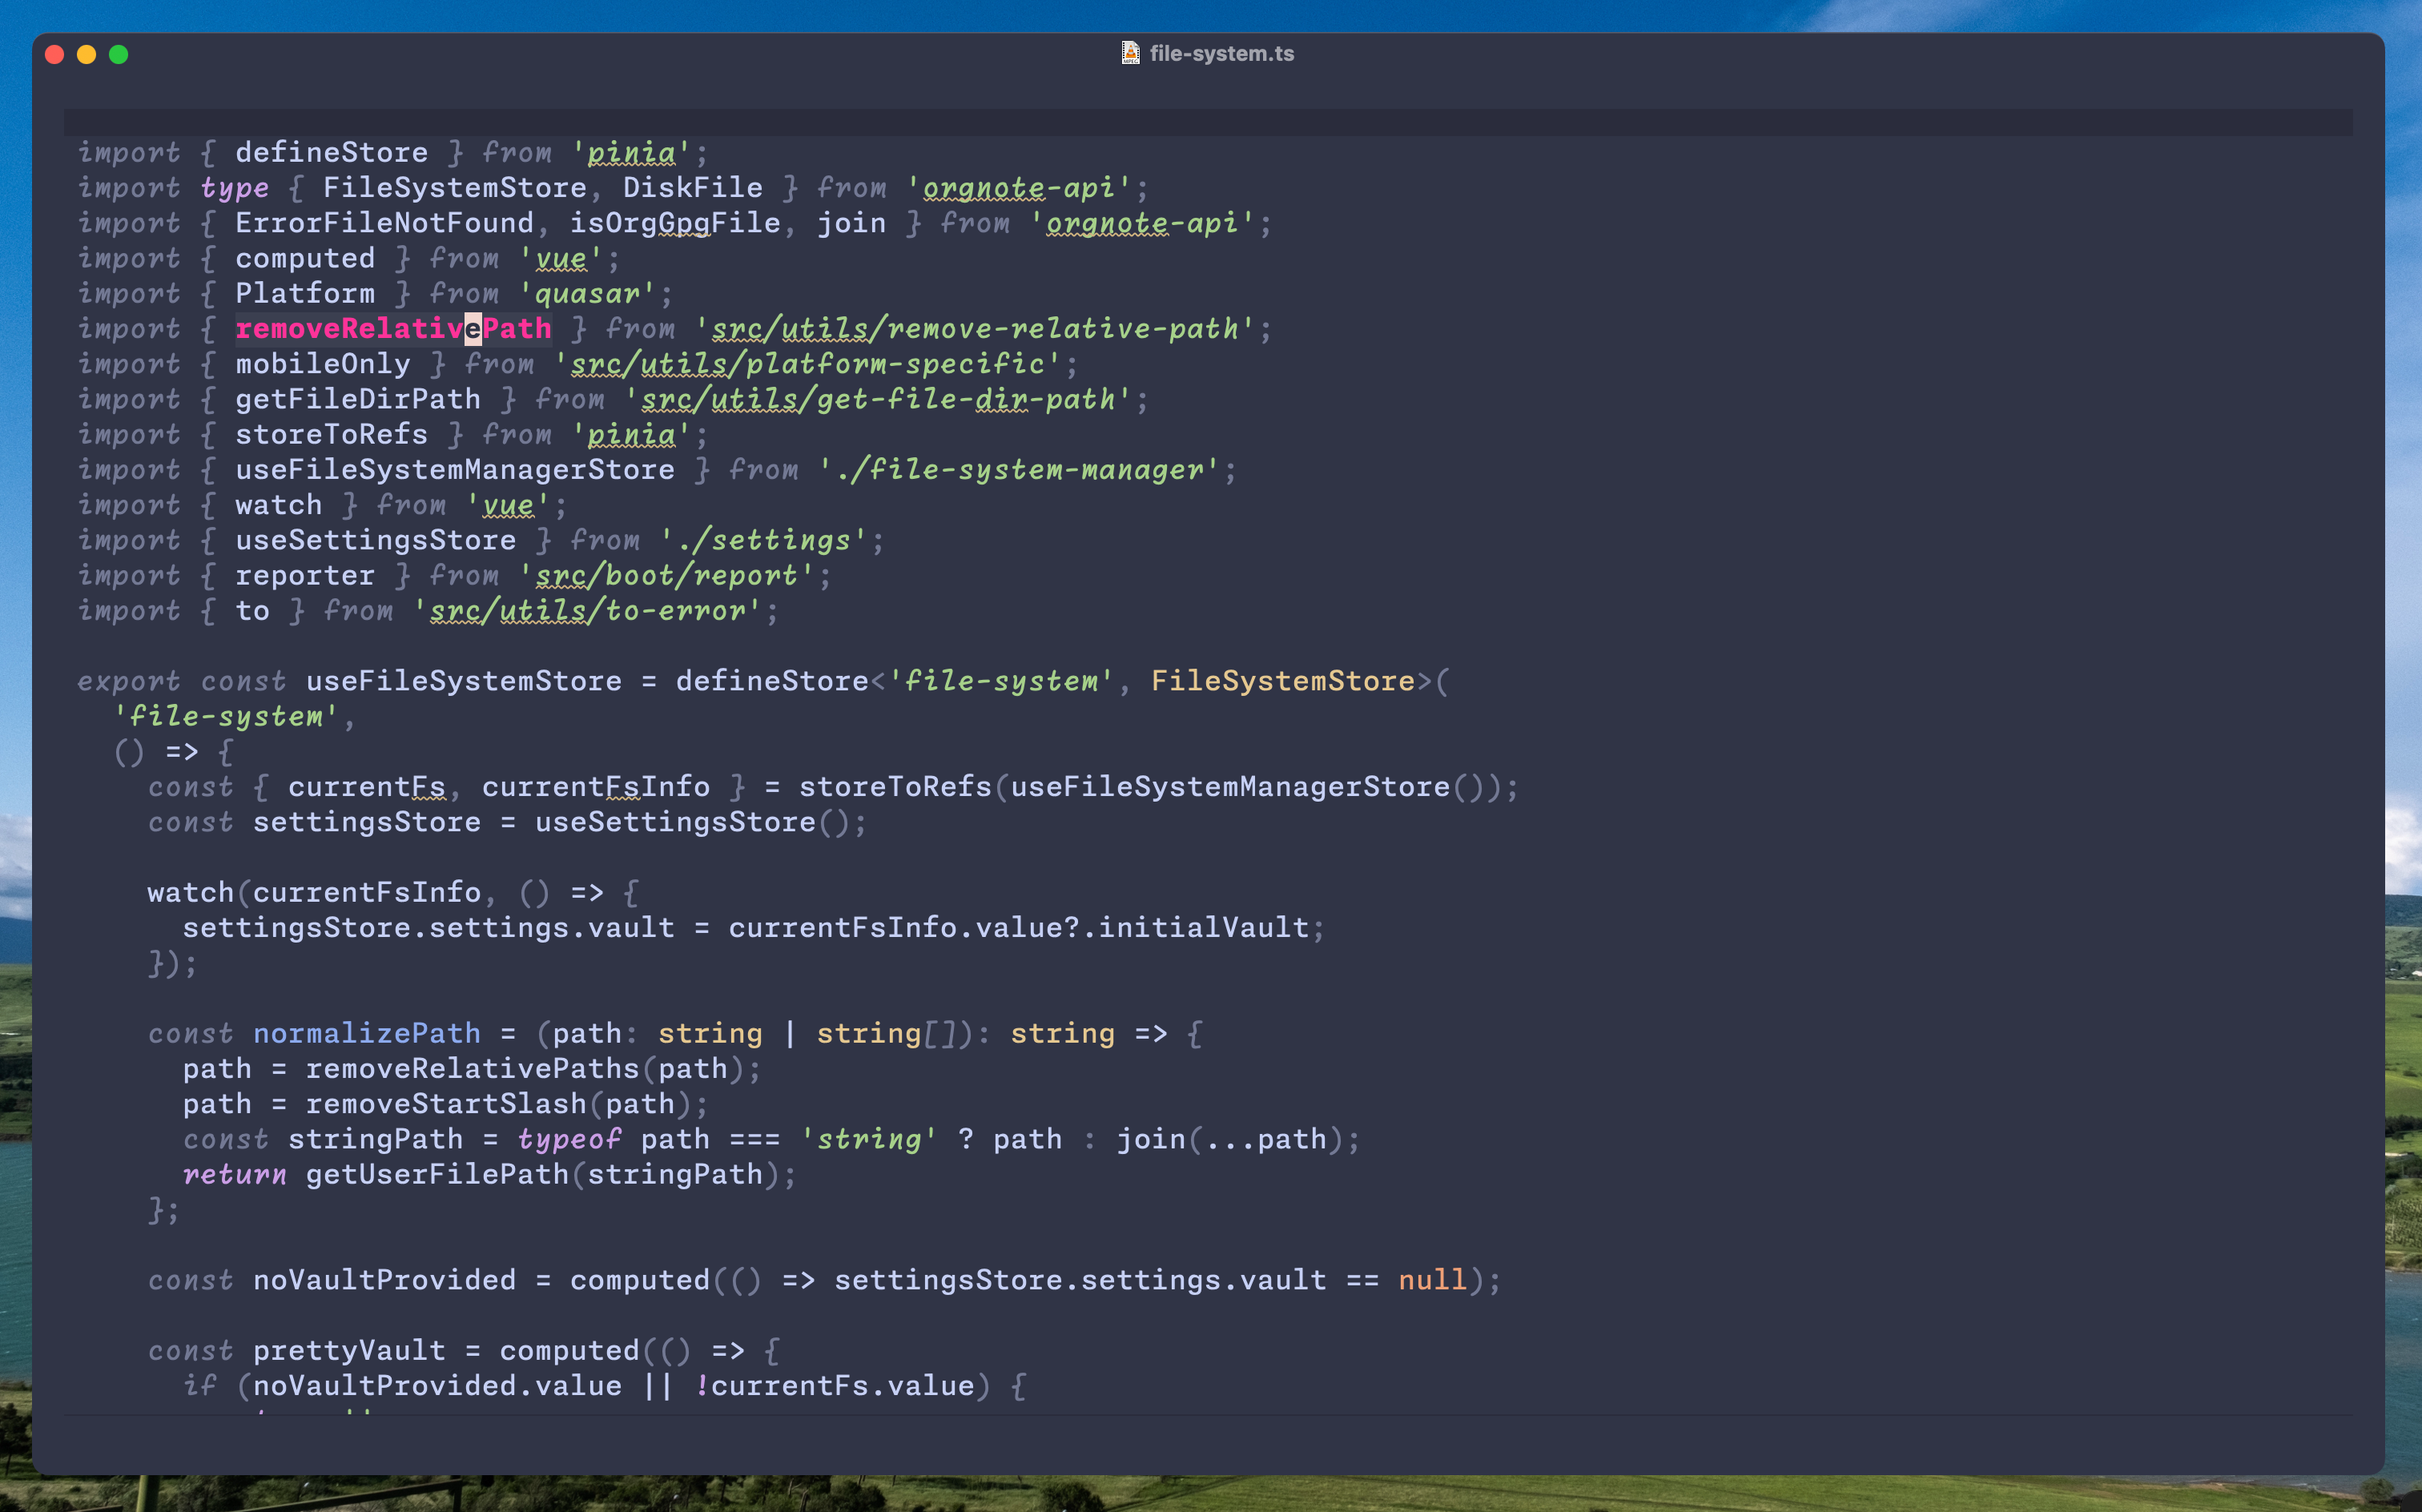 file-system.ts
import { defineStore } from 'pinia';
import type { FileSystemStore, DiskFile } from 'orgnote-api';
import { ErrorFileNotFound, isOrgGpgFile, join } from 'orgnote-api';
import { computed } from 'vue';
import { Platform } from 'quasar';
import { removeRelativePath } from 'src/utils/remove-relative-path';
import { mobileOnly } from 'src/utils/platform-specific';
import { getFileDirPath } from 'src/utils/get-file-dir-path';
import { storeToRefs } from 'pinia';
import { useFileSystemManagerStore } from './file-system-manager';
import { watch } from 'vue';
import { useSettingsStore } from './settings';
import { reporter } from 'src/boot/report';
import { to } from 'src/utils/to-error';
export const useFileSystemStore = defineStore<'file-system', FileSystemStore>(
'file-system',
() => {
const { currentFs, currentFsInfo } = storeToRefs(useFileSystemManagerStore());
const settingsStore = useSettingsStore();
watch(currentFsInfo, () => {
settingsStore.settings.vault = currentFsInfo.value?.initialVault;
});
const normalizePath = (path: string | string[]): string => {
path = removeRelativePaths(path);
path = removeStartSlash(path);
const stringPath = typeof path === 'string' ? path : join(...path);
return getUserFilePath(stringPath);
};
const noVaultProvided = computed(() => settingsStore.settings.vault == null);
const prettyVault = computed(() => {
if (noVaultProvided.value || !currentFs.value) {